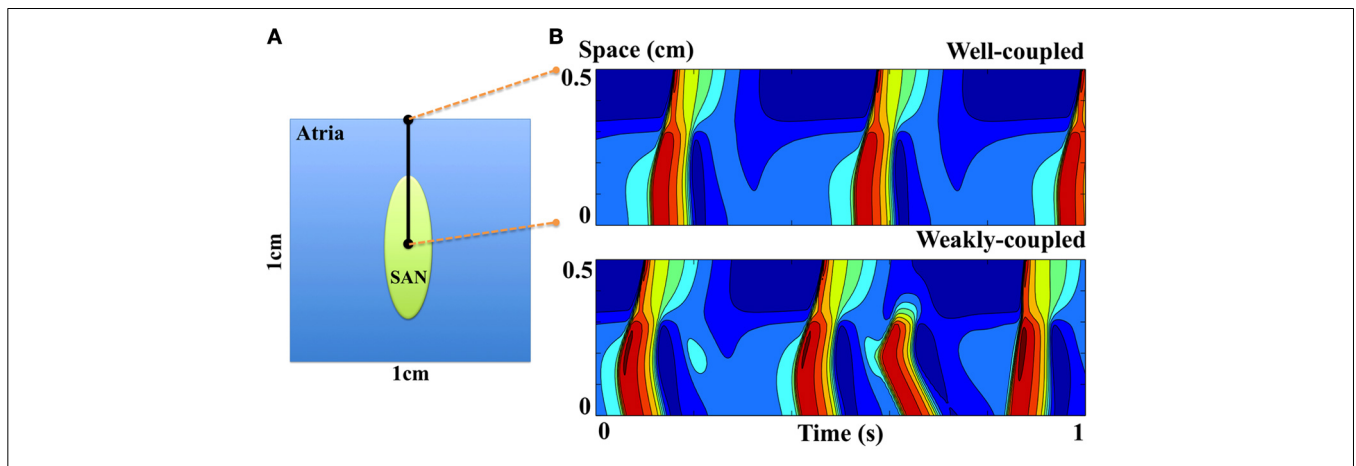 A
Atria
SAN
1cm
1cm
B
Space (cm)
Well-coupled
0.5
0
Weakly-coupled
0.5
0
0
Time (s)
1